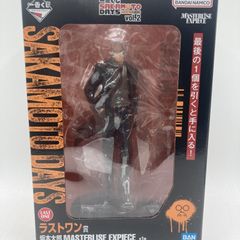 一番くじ
SAKAMOTO DAYS
vol.2
MASTERLISE EXPIECE
BANDAI NAMCO
BAN
SAKAMOTO DAYS
最後の1個を引くと手に入る!
LAST ONE
ラストワン賞
坂本太郎 MASTERLISE EXPIECE